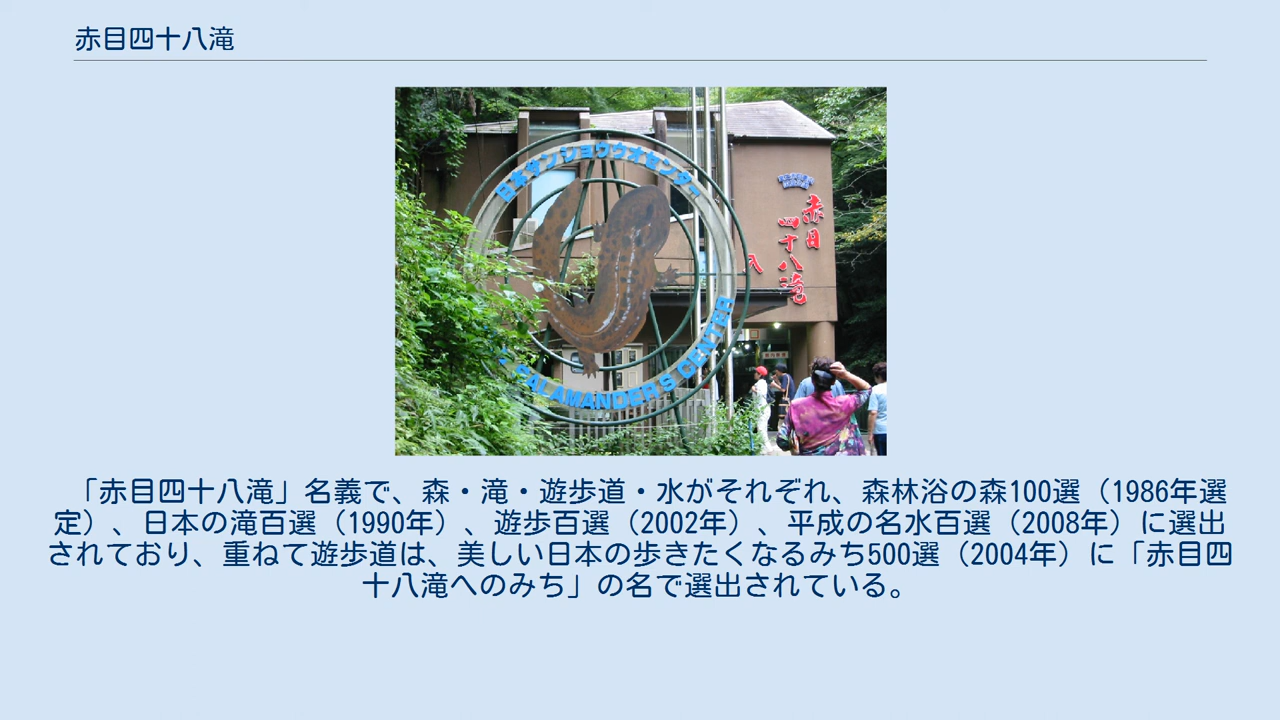 赤目四十八滝
日本サンショウウオセンター
赤目
四十八滝
SALAMANDER'S CENTER
「赤目四十八滝」名義で、森・滝・遊歩道・水がそれぞれ、森林浴の森100選（1986年選
定）、日本の滝百選（1990年）、遊歩百選（2002年）、平成の名水百選（2008年）に選出
されており、重ねて遊歩道は、美しい日本の歩きたくなるみち500選（2004年）に「赤目四
十八滝へのみち」の名で選出されている。